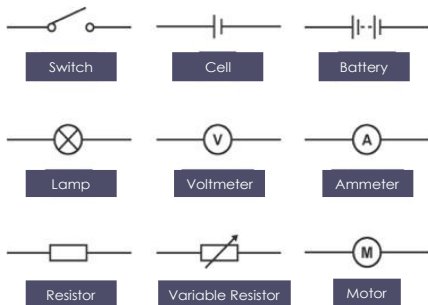 Switch
Cell
Battery
V
A
Lamp
Voltmeter
Ammeter
M
Resistor
Variable Resistor
Motor